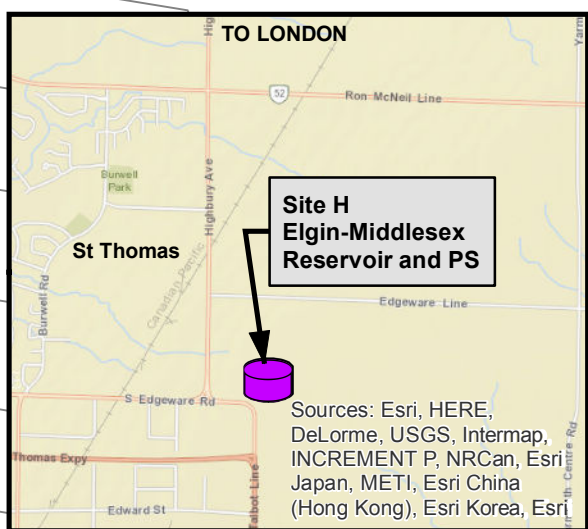 TO LONDON
52
Ron McNeil Line
Burwell
Park
Highbury Ave
Site H
Elgin-Middlesex
Reservoir and PS
St Thomas
Canadian Pacific
Burwell Rd
Edgeware Line
S Edgeware Rd
Sources: Esri, HERE,
DeLorme, USGS, Intermap,
INCREMENT P, NRCan, Esri
Japan, METI, Esri China
(Hong Kong), Esri Korea, Esri
Thomas Expy
Edward St
Talbot Line
Centre Rd